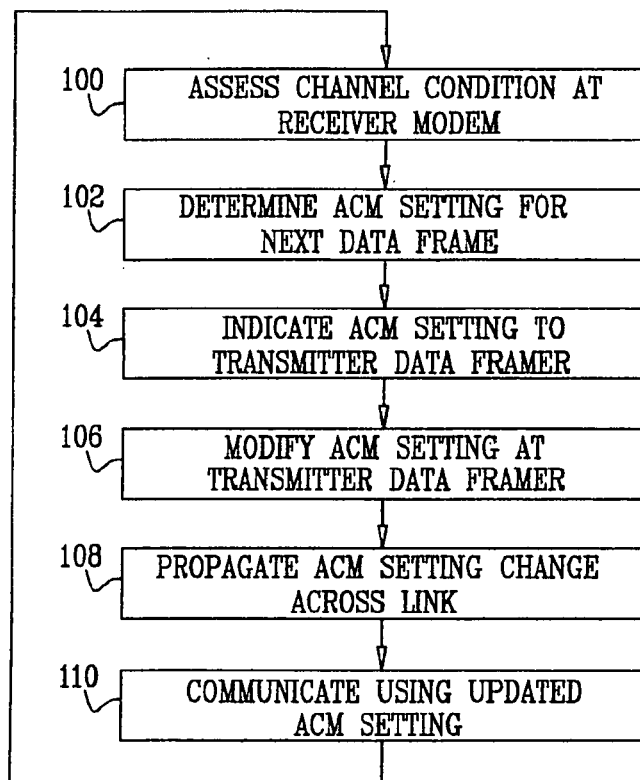 100
ASSESS CHANNEL CONDITION AT
RECEIVER MODEM
102
DETERMINE ACM SETTING FOR
NEXT DATA FRAME
104
INDICATE ACM SETTING TO
TRANSMITTER DATA FRAMER
106
MODIFY ACM SETTING AT
TRANSMITTER DATA FRAMER
108
PROPAGATE ACM SETTING CHANGE
ACROSS LINK
110
COMMUNICATE USING UPDATED
ACM SETTING